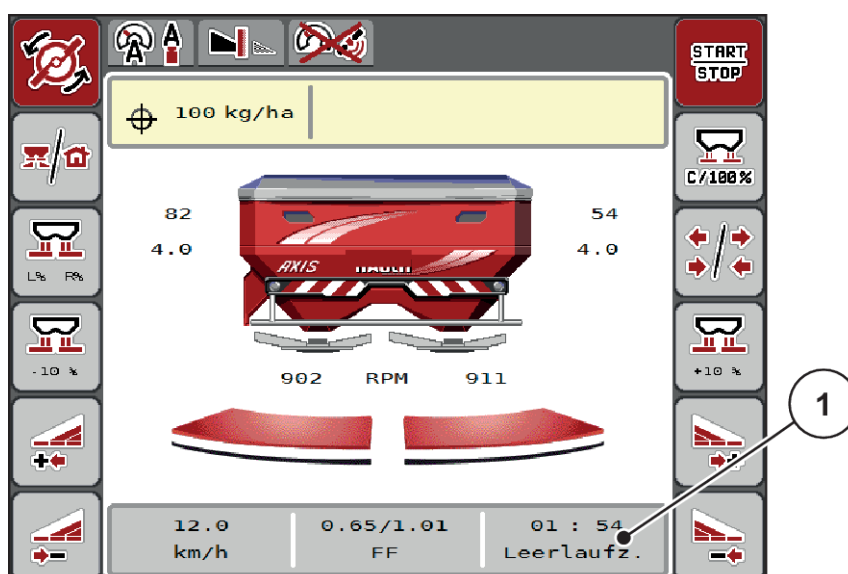 A A
START
STOP
100 kg/ha
C/100%
82 54
4.0 4.0
L% R%
AXIS RAUCH
-10 %
902 RPM 911
+10 %
1
12.0 0.65/1.01 01 : 54
km/h FF Leerlaufz.